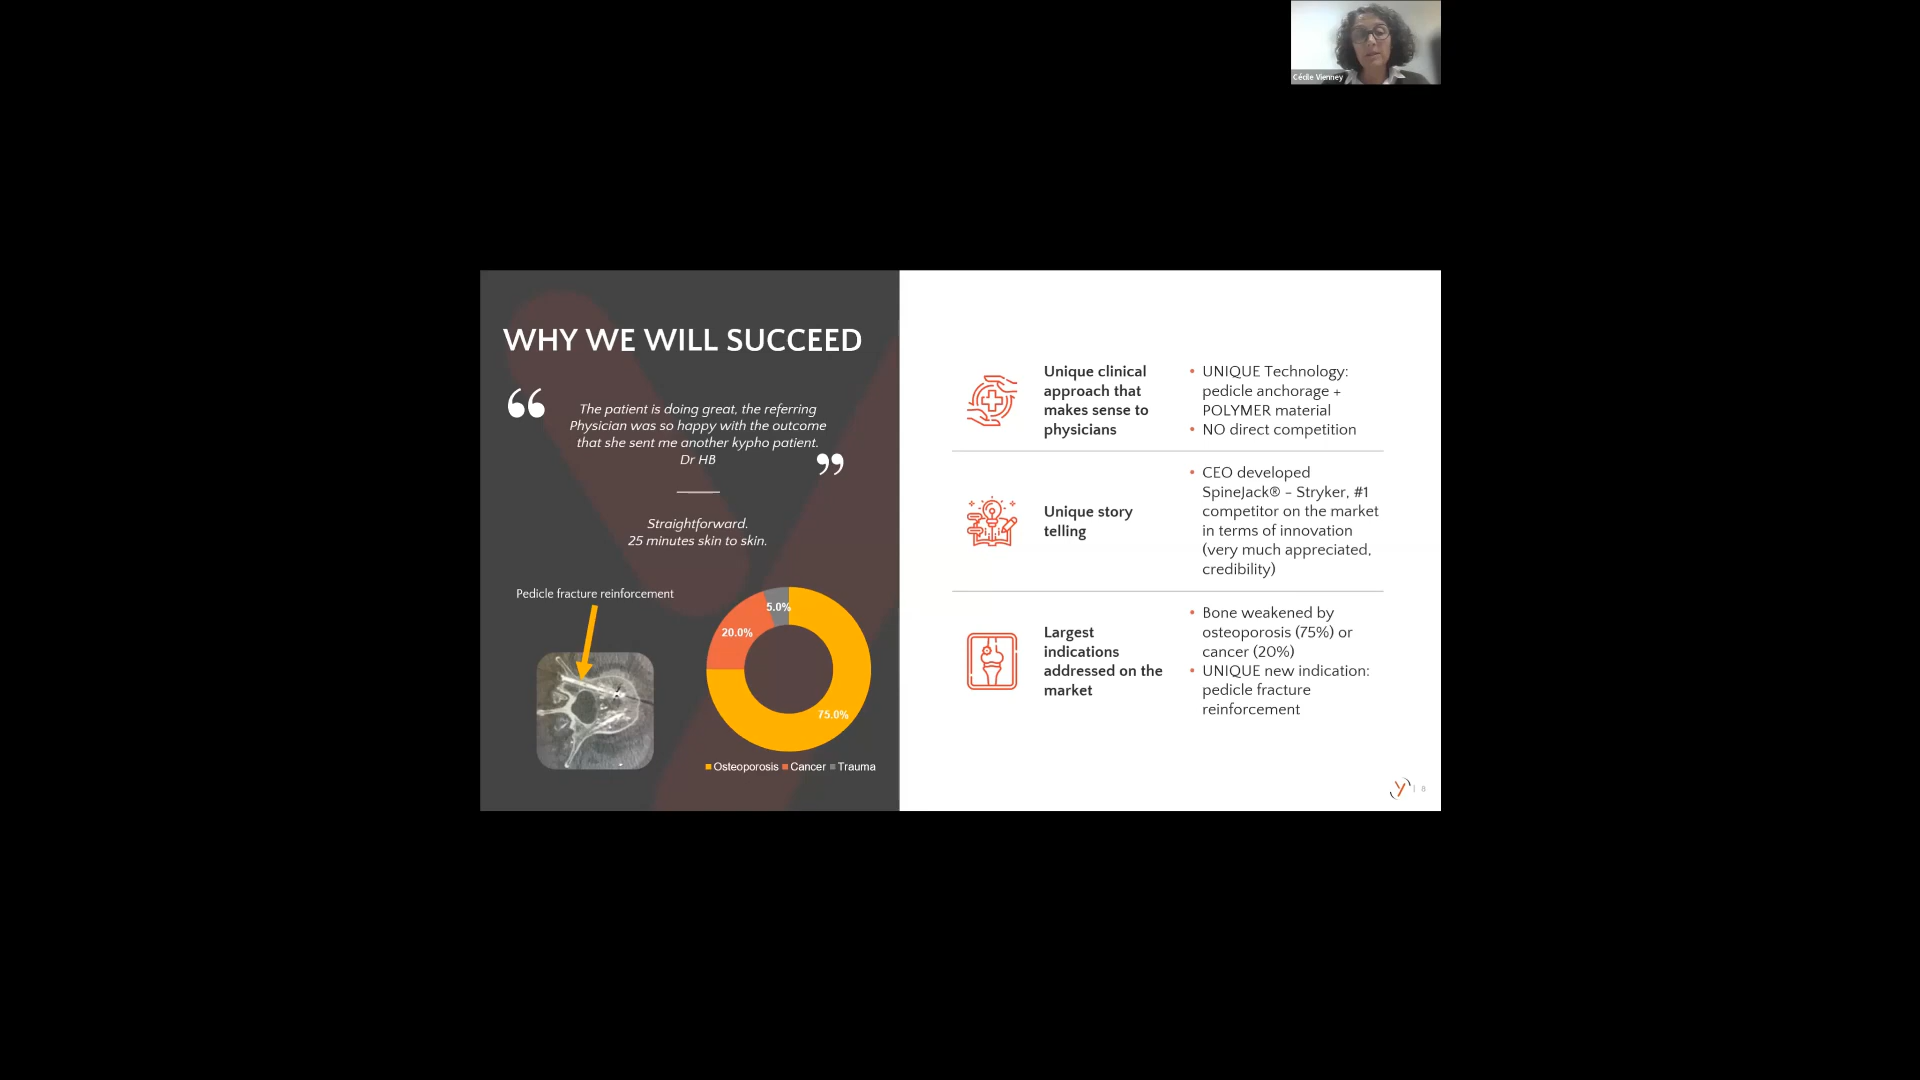 Cécile Vienney
WHY WE WILL SUCCEED
“
The patient is doing great, the referring
Physician was so happy with the outcome
that she sent me another kypho patient.
Dr HB
”
Straightforward.
25 minutes skin to skin.
Pedicle fracture reinforcement
5.0%
20.0%
75.0%
Osteoporosis Cancer Trauma
Unique clinical
approach that
makes sense to
physicians
• UNIQUE Technology:
pedicle anchorage +
POLYMER material
• NO direct competition
Unique story
telling
• CEO developed
SpineJack® – Stryker, #1
competitor on the market
in terms of innovation
(very much appreciated,
credibility)
Largest
indications
addressed on the
market
• Bone weakened by
osteoporosis (75%) or
cancer (20%)
• UNIQUE new indication:
pedicle fracture
reinforcement